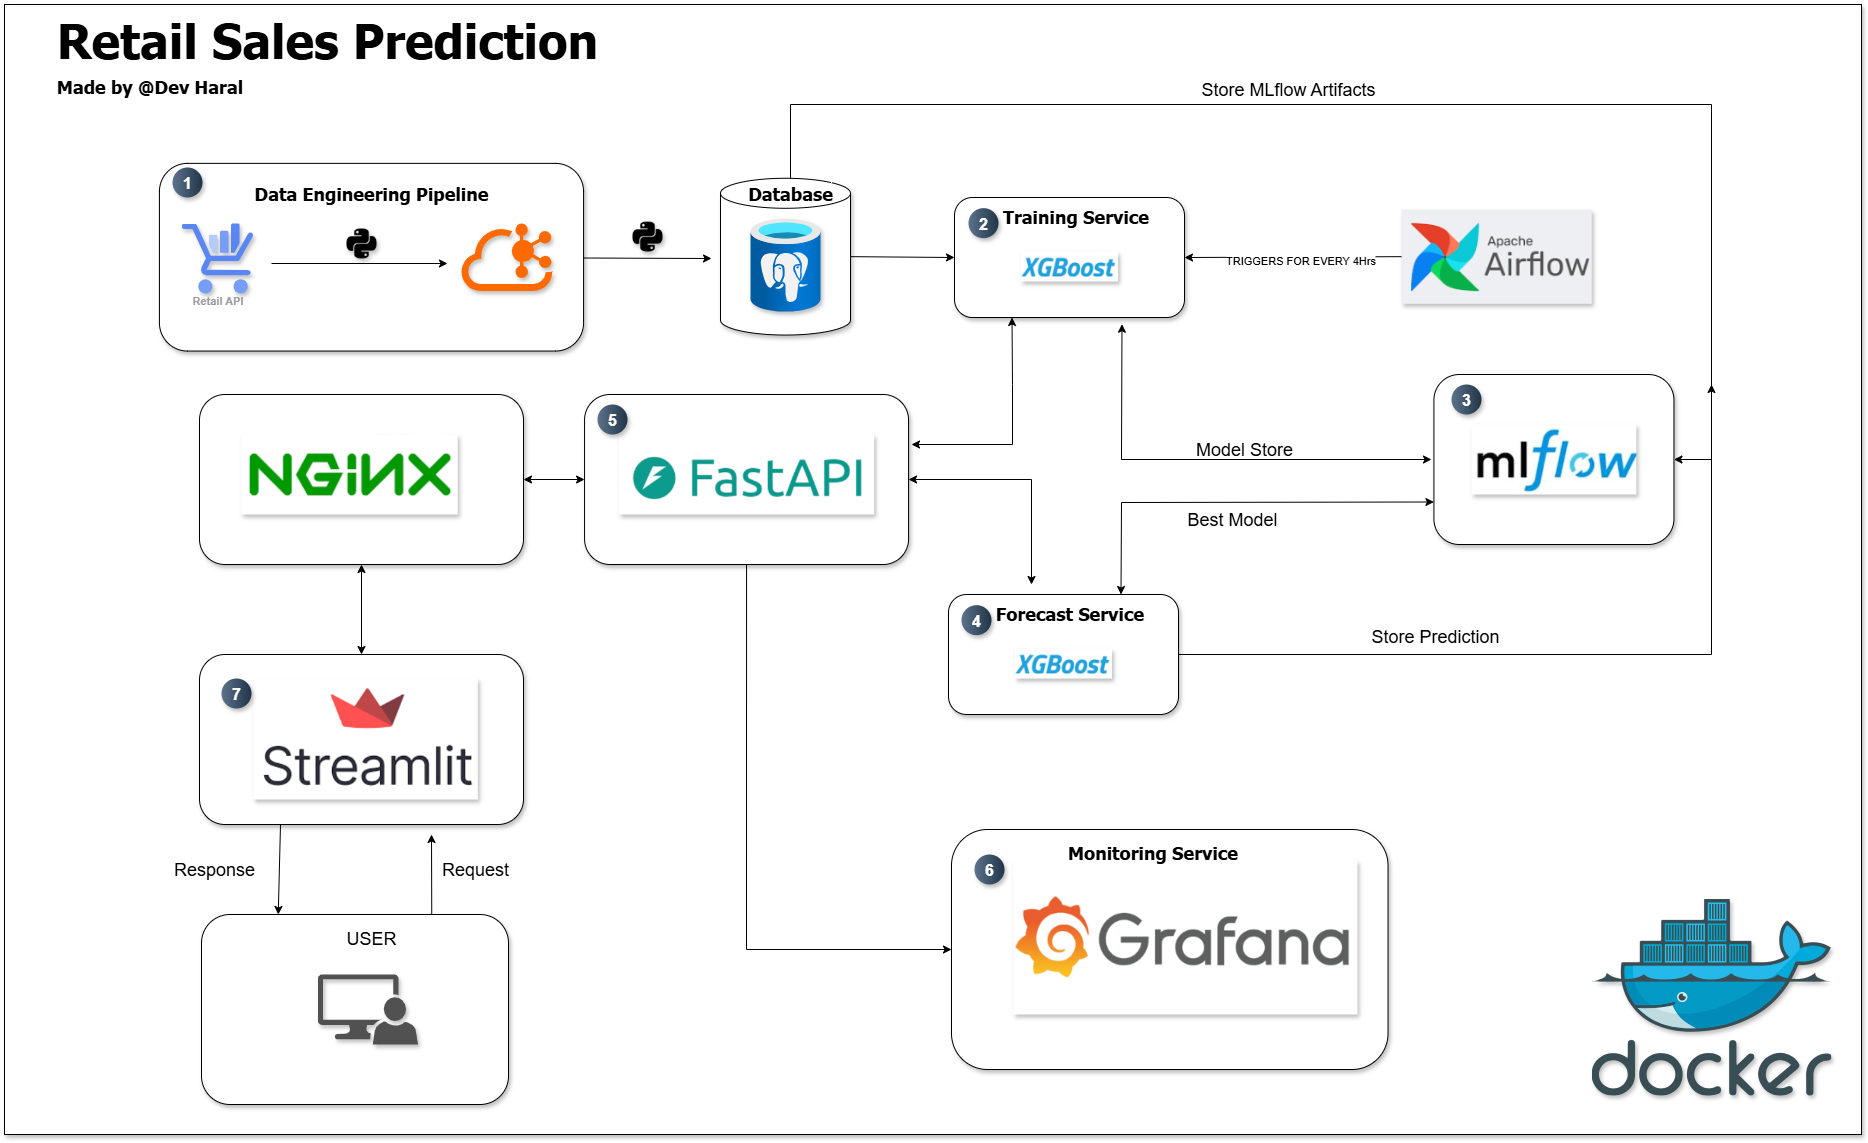 Retail Sales Prediction
Made by @Dev Haral
Store MLflow Artifacts
1
Data Engineering Pipeline
Retail API
Database
2
Training Service
XGBoost
TRIGGERS FOR EVERY 4Hrs
Apache
Airflow
NGINX
5
FastAPI
3
mlflow
Model Store
Best Model
4
Forecast Service
XGBoost
Store Prediction
7
Streamlit
Response
Request
USER
6
Monitoring Service
Grafana
docker